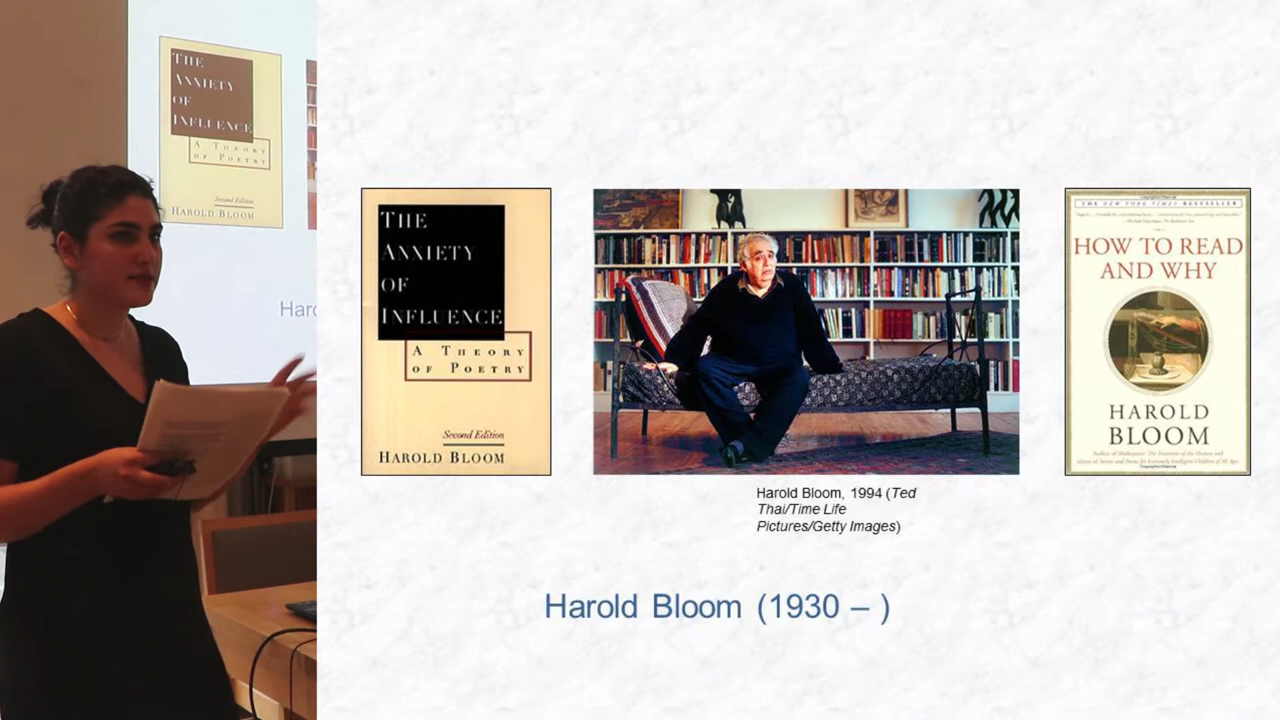 THE
ANXIETY
OF
INFLUENCE
A THEORY
OF POETRY
Second Edition
HAROLD BLOOM
Haro
THE
ANXIETY
OF
INFLUENCE
A THEORY
OF POETRY
Second Edition
HAROLD BLOOM
Harold Bloom, 1994 (Ted
Thai/Time Life
Pictures/Getty Images)
THE NEW YORK TIMES BESTSELLER
HOW TO READ
AND WHY
HAROLD
BLOOM
Harold Bloom (1930 – )